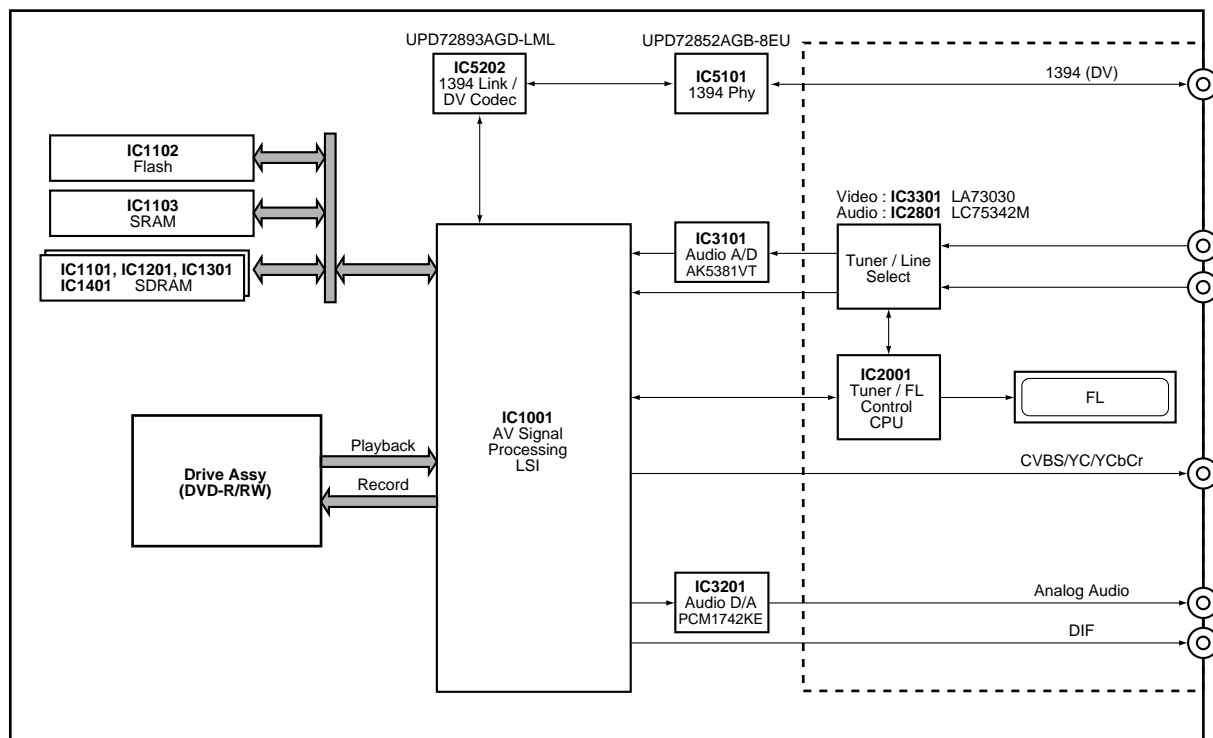 UPD72893AGD-LML
UPD72852AGB-8EU
IC5202
1394 Link /
DV Codec
IC5101
1394 Phy
1394 (DV)
IC1102
Flash
IC1103
SRAM
IC1101, IC1201, IC1301
IC1401 SDRAM
Video : IC3301 LA73030
Audio : IC2801 LC75342M
IC3101
Audio A/D
AK5381VT
Tuner / Line
Select
IC2001
Tuner / FL
Control
CPU
FL
IC1001
AV Signal
Processing
LSI
Drive Assy
(DVD-R/RW)
Playback
Record
CVBS/YC/YCbCr
IC3201
Audio D/A
PCM1742KE
Analog Audio
DIF